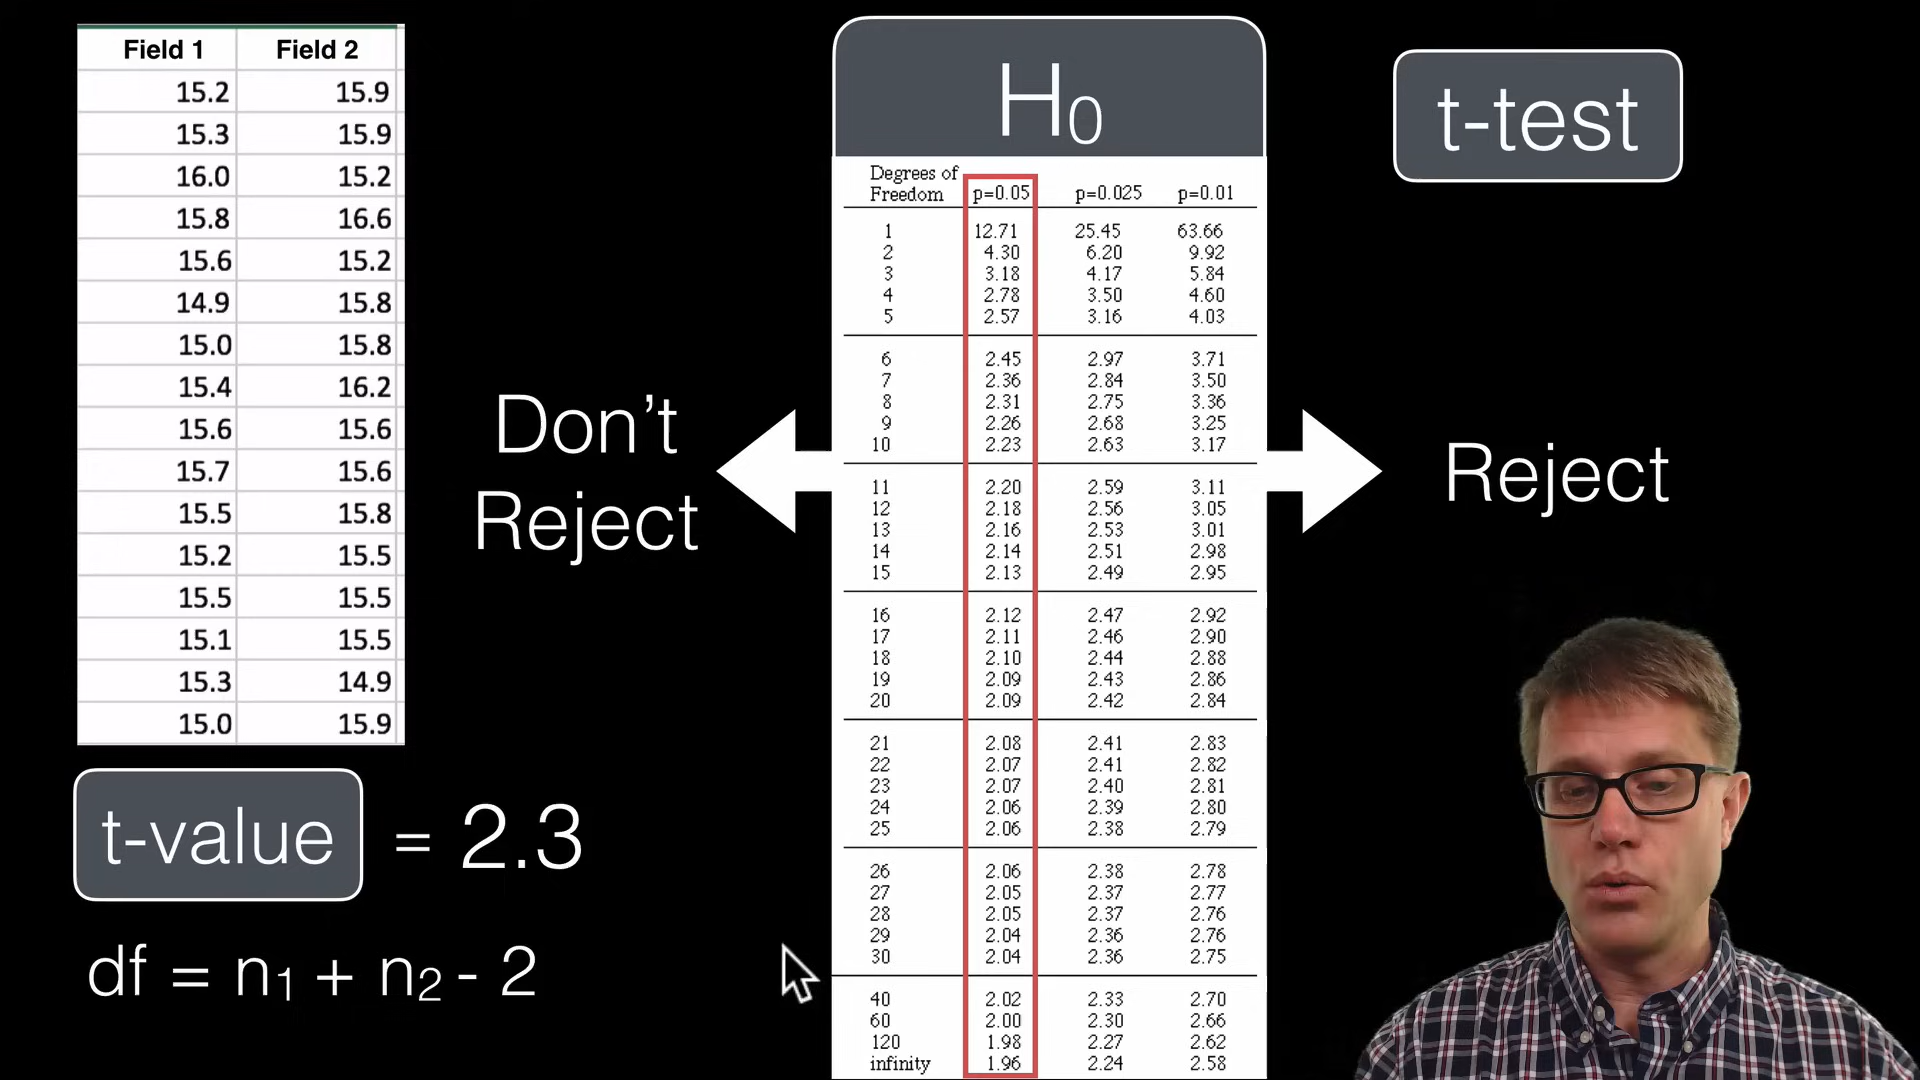 Field 1 Field 2
15.2 15.9
15.3 15.9
16.0 15.2
15.8 16.6
15.6 15.2
14.9 15.8
15.0 15.8
15.4 16.2
15.6 15.6
15.7 15.6
15.5 15.8
15.2 15.5
15.5 15.5
15.1 15.5
15.3 14.9
15.0 15.9
t-value = 2.3
df = n1 + n2 - 2
Don't
Reject
H0
Degrees of
Freedom p=0.05 p=0.025 p=0.01
1 12.71 25.45 63.66
2 4.30 6.20 9.92
3 3.18 4.17 5.84
4 2.78 3.50 4.60
5 2.57 3.16 4.03
6 2.45 2.97 3.71
7 2.36 2.84 3.50
8 2.31 2.75 3.36
9 2.26 2.68 3.25
10 2.23 2.63 3.17
11 2.20 2.59 3.11
12 2.18 2.56 3.05
13 2.16 2.53 3.01
14 2.14 2.51 2.98
15 2.13 2.49 2.95
16 2.12 2.47 2.92
17 2.11 2.46 2.90
18 2.10 2.44 2.88
19 2.09 2.43 2.86
20 2.09 2.42 2.84
21 2.08 2.41 2.83
22 2.07 2.41 2.82
23 2.07 2.40 2.81
24 2.06 2.39 2.80
25 2.06 2.38 2.79
26 2.06 2.38 2.78
27 2.05 2.37 2.77
28 2.05 2.37 2.76
29 2.04 2.36 2.76
30 2.04 2.36 2.75
40 2.02 2.33 2.70
60 2.00 2.30 2.66
120 1.98 2.27 2.62
infinity 1.96 2.24 2.58
t-test
Reject